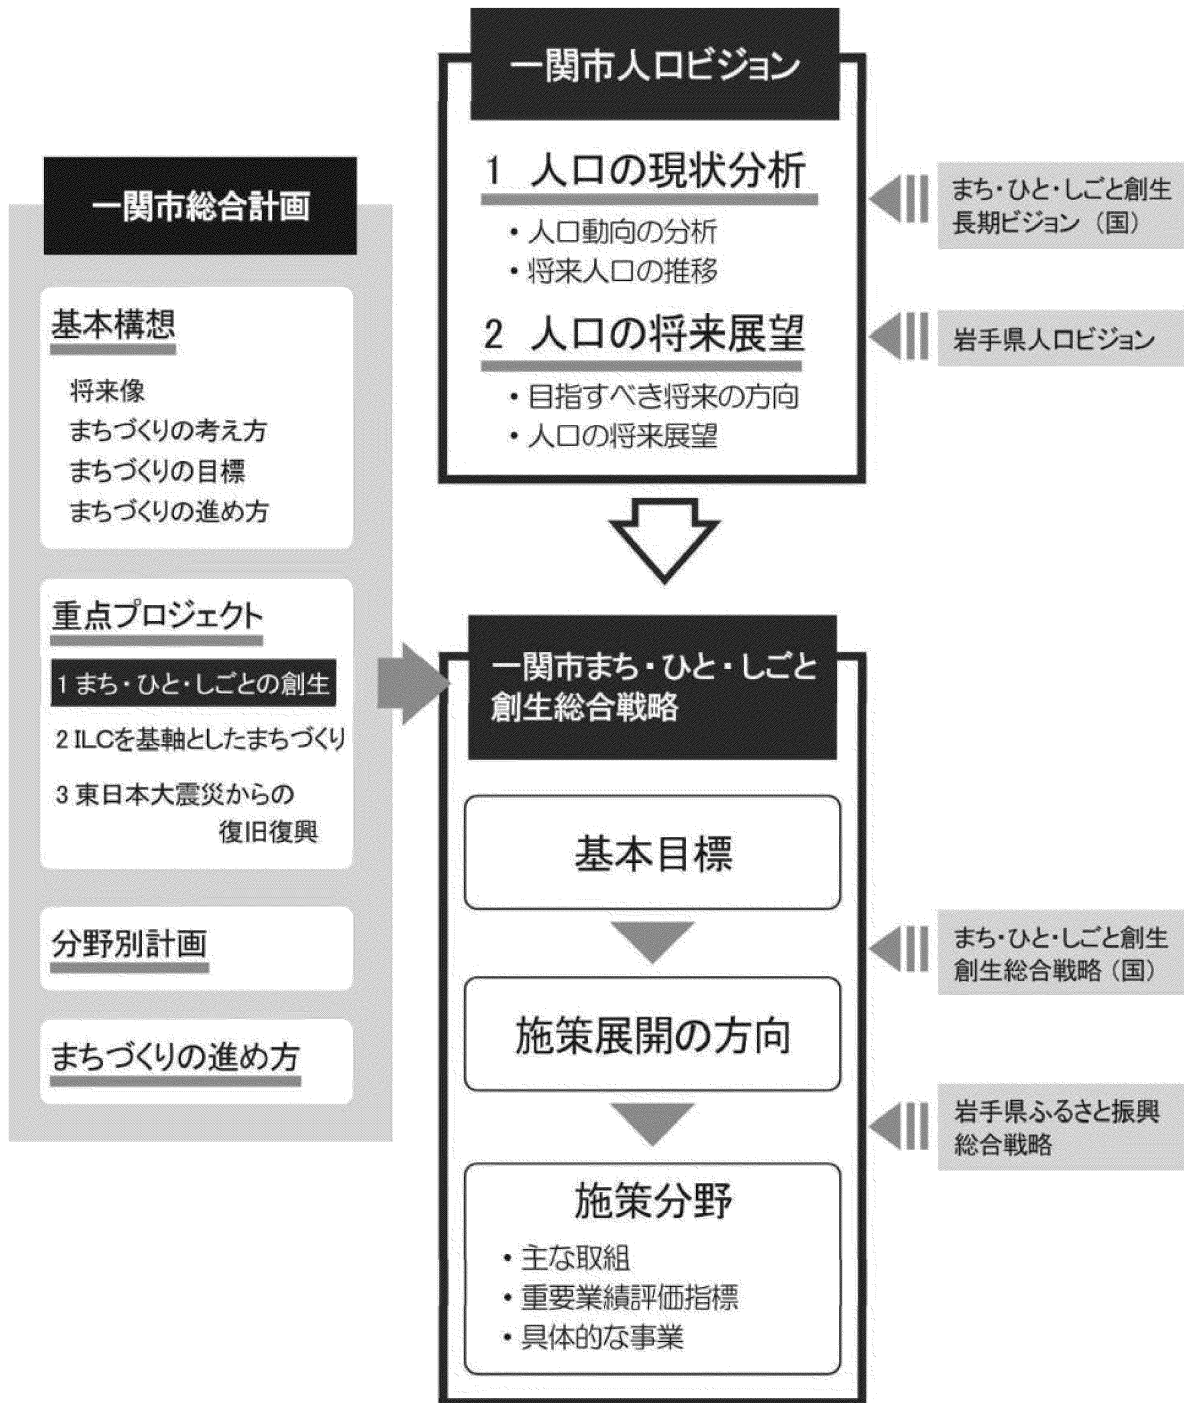 一関市総合計画
基本構想
将来像
まちづくりの考え方
まちづくりの目標
まちづくりの進め方
重点プロジェクト
1 まち・ひと・しごとの創生
2 ILCを基軸としたまちづくり
3 東日本大震災からの
復旧復興
分野別計画
まちづくりの進め方
一関市人口ビジョン
1 人口の現状分析
・人口動向の分析
・将来人口の推移
2 人口の将来展望
・目指すべき将来の方向
・人口の将来展望
まち・ひと・しごと創生
長期ビジョン（国）
岩手県人口ビジョン
一関市まち・ひと・しごと
創生総合戦略
基本目標
施策展開の方向
施策分野
・主な取組
・重要業績評価指標
・具体的な事業
まち・ひと・しごと創生
創生総合戦略（国）
岩手県ふるさと振興
総合戦略